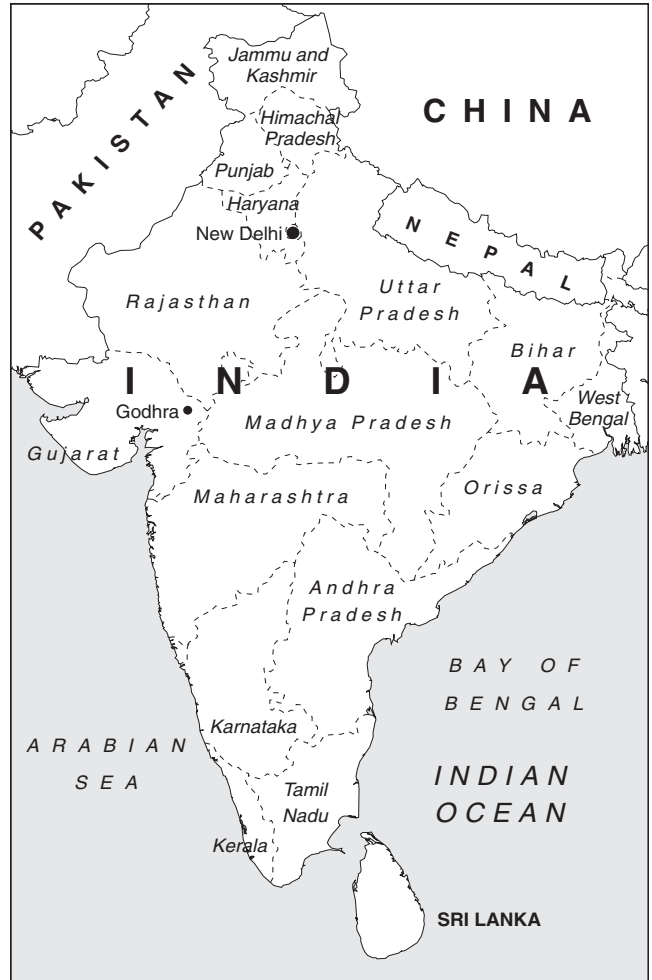 Jammu and
Kashmir
CHINA
PAKISTAN
Himachal
Pradesh
Punjab
Haryana
New Delhi
NEPAL
Rajasthan
Uttar
Pradesh
Bihar
INDIA
West
Bengal
Godhra
Madhya Pradesh
Gujarat
Maharashtra
Orissa
Andhra
Pradesh
BAY OF
BENGAL
Karnataka
ARABIAN
SEA
INDIAN
OCEAN
Tamil
Nadu
Kerala
SRI LANKA